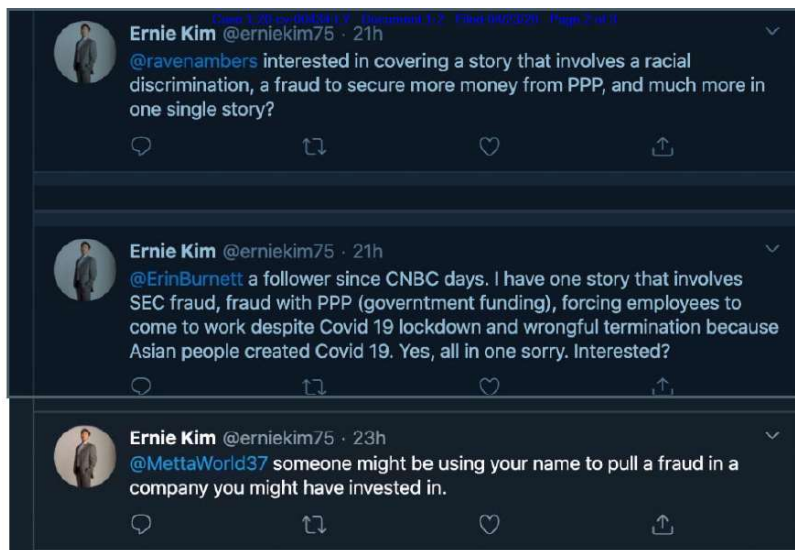 Ernie Kim @erniekim75 · 21h
@ravenambers interested in covering a story that involves a racial
discrimination, a fraud to secure more money from PPP, and much more in
one single story?
Ernie Kim @erniekim75 · 21h
@ErinBurnett a follower since CNBC days. I have one story that involves
SEC fraud, fraud with PPP (governtment funding), forcing employees to
come to work despite Covid 19 lockdown and wrongful termination because
Asian people created Covid 19. Yes, all in one sorry. Interested?
Ernie Kim @erniekim75 · 23h
@MettaWorld37 someone might be using your name to pull a fraud in a
company you might have invested in.